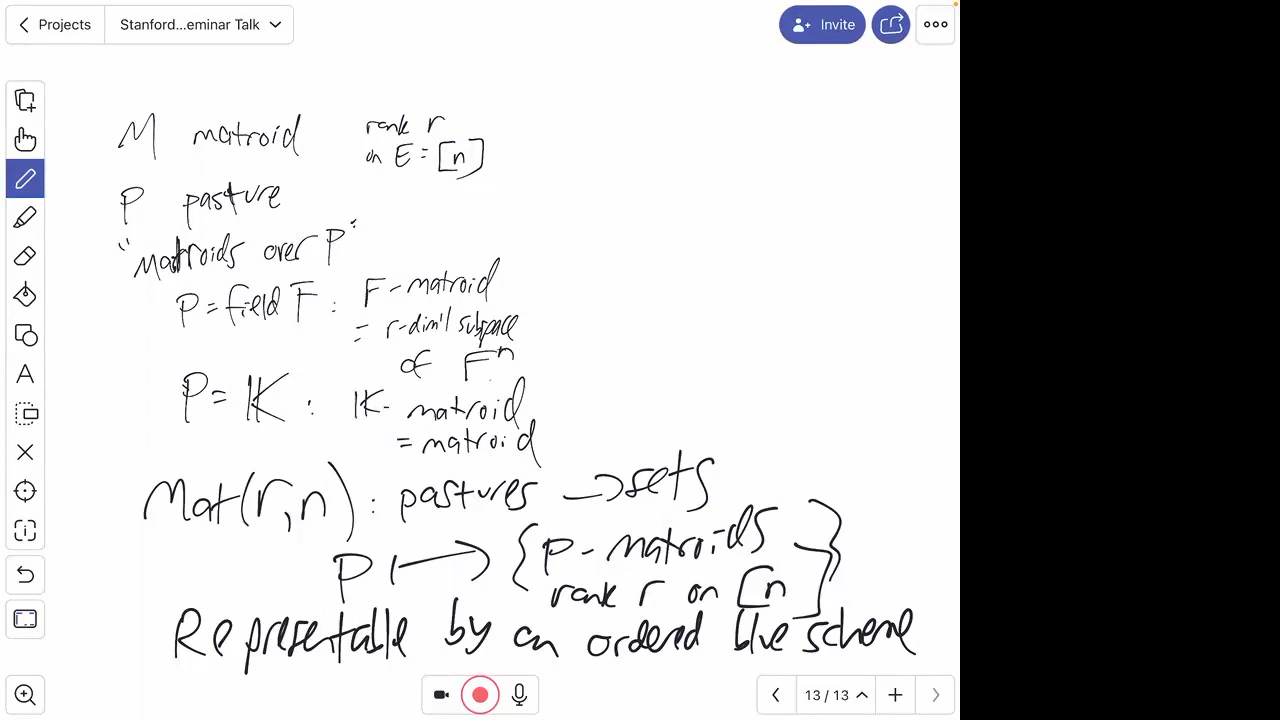 Projects
Stanford...eminar Talk
Invite
M matroid rank r
on E = [n]
P pasture
"matroids over P"
P = field F : F-matroid
= r-dim'l subspace
of Fⁿ
P = 𝕂 : 𝕂-matroid
= matroid
Mat(r,n) : pastures → sets
P ↦ { P-matroids
rank r on [n] }
Representable by an ordered blue scheme
A
13 / 13